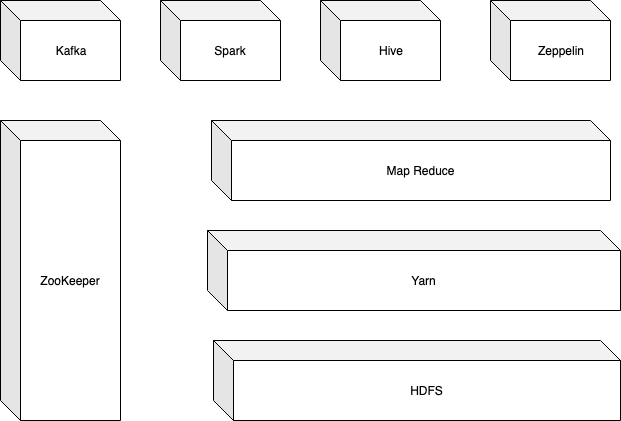 Kafka
Spark
Hive
Zeppelin
Map Reduce
ZooKeeper
Yarn
HDFS